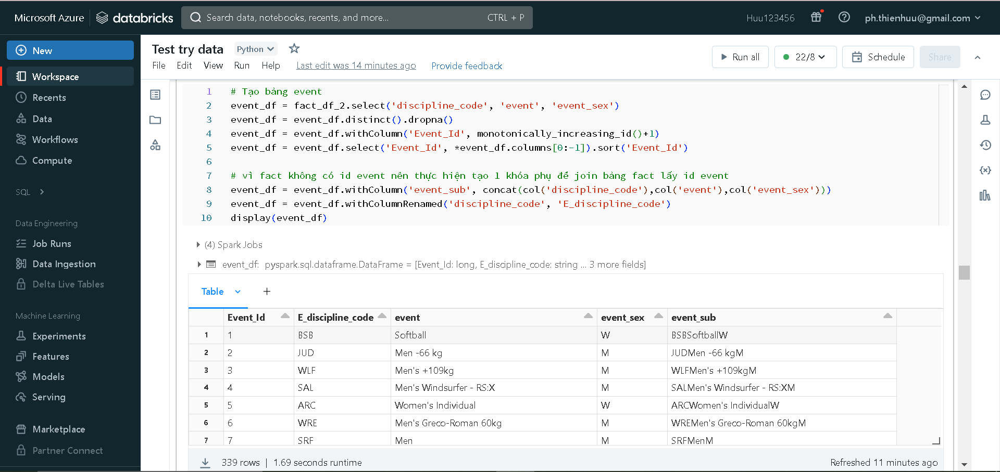 Microsoft Azure databricks Search data, notebooks, recents, and more... CTRL + P Huu123456 ph.thienhuu@gmail.com
New
Workspace
Recents
Data
Workflows
Compute
SQL
Data Engineering
Job Runs
Data Ingestion
Delta Live Tables
Machine Learning
Experiments
Features
Models
Serving
Marketplace
Partner Connect
Test try data Python
File Edit View Run Help Last edit was 14 minutes ago Provide feedback
Run all 22/8 Schedule Share
1 # Tạo bảng event
2 event_df = fact_df_2.select('discipline_code', 'event', 'event_sex')
3 event_df = event_df.distinct().dropna()
4 event_df = event_df.withColumn('Event_Id', monotonically_increasing_id()+1)
5 event_df = event_df.select('Event_Id', *event_df.columns[0:-1]).sort('Event_Id')
6
7 # vì fact không có id event nên thực hiện tạo 1 khóa phụ để join bảng fact lấy id event
8 event_df = event_df.withColumn('event_sub', concat(col('discipline_code'),col('event'),col('event_sex')))
9 event_df = event_df.withColumnRenamed('discipline_code', 'E_discipline_code')
10 display(event_df)
(4) Spark Jobs
event_df: pyspark.sql.dataframe.DataFrame = [Event_Id: long, E_discipline_code: string ... 3 more fields]
Table +
Event_Id E_discipline_code event event_sex event_sub
1 1 BSB Softball W BSBSoftballW
2 2 JUD Men -66 kg M JUDMen -66 kgM
3 3 WLF Men's +109kg M WLFMen's +109kgM
4 4 SAL Men's Windsurfer - RS:X M SALMen's Windsurfer - RS:XM
5 5 ARC Women's Individual W ARCWomen's IndividualW
6 6 WRE Men's Greco-Roman 60kg M WREMen's Greco-Roman 60kgM
7 7 SRF Men M SRFMenM
339 rows | 1.69 seconds runtime Refreshed 11 minutes ago